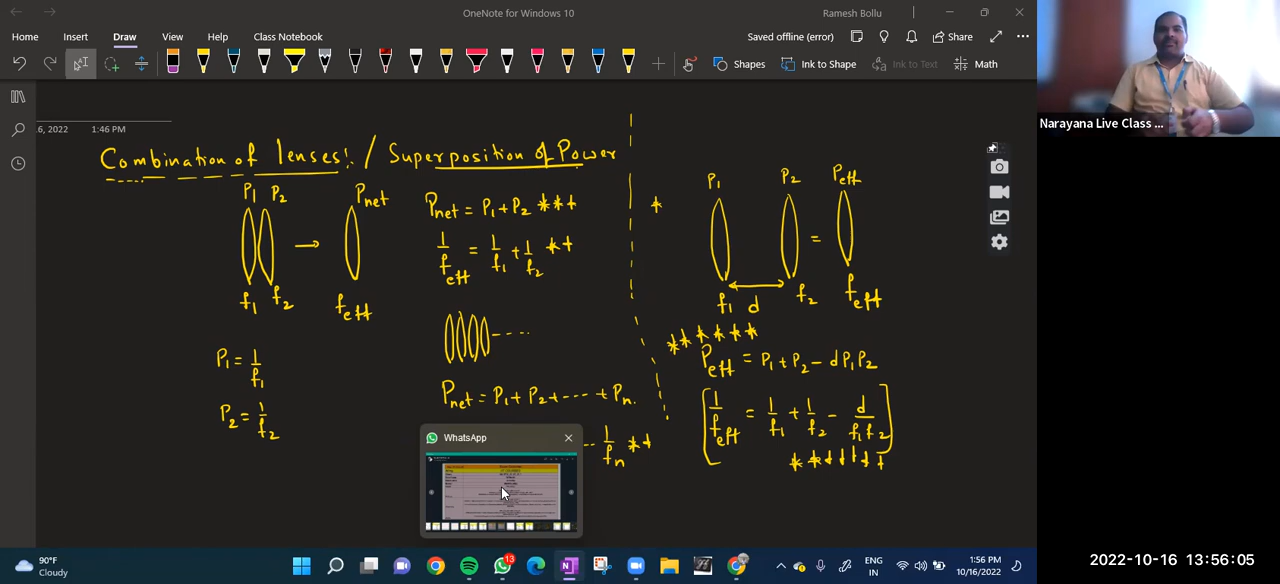 OneNote for Windows 10
Ramesh Bollu
Home Insert Draw View Help Class Notebook
Saved offline (error) Share
Shapes Ink to Shape Ink to Text Math
6, 2022 1:46 PM
Combination of lenses: / Superposition of Power
P1 P2 Pnet
→
f1 f2 feff
P1 = 1/f1
P2 = 1/f2
Pnet = P1 + P2 ***
1/feff = 1/f1 + 1/f2 **
----
Pnet = P1 + P2 + ---- + Pn.
-- 1/fn **
*
P1 P2 Peff
=
f1 d f2 feff
******
Peff = P1 + P2 - dP1P2
[1/feff = 1/f1 + 1/f2 - d/f1f2]
*******
WhatsApp
Narayana Live Class ...
90°F
Cloudy
13
ENG
IN
1:56 PM
10/16/2022
2022-10-16 13:56:05